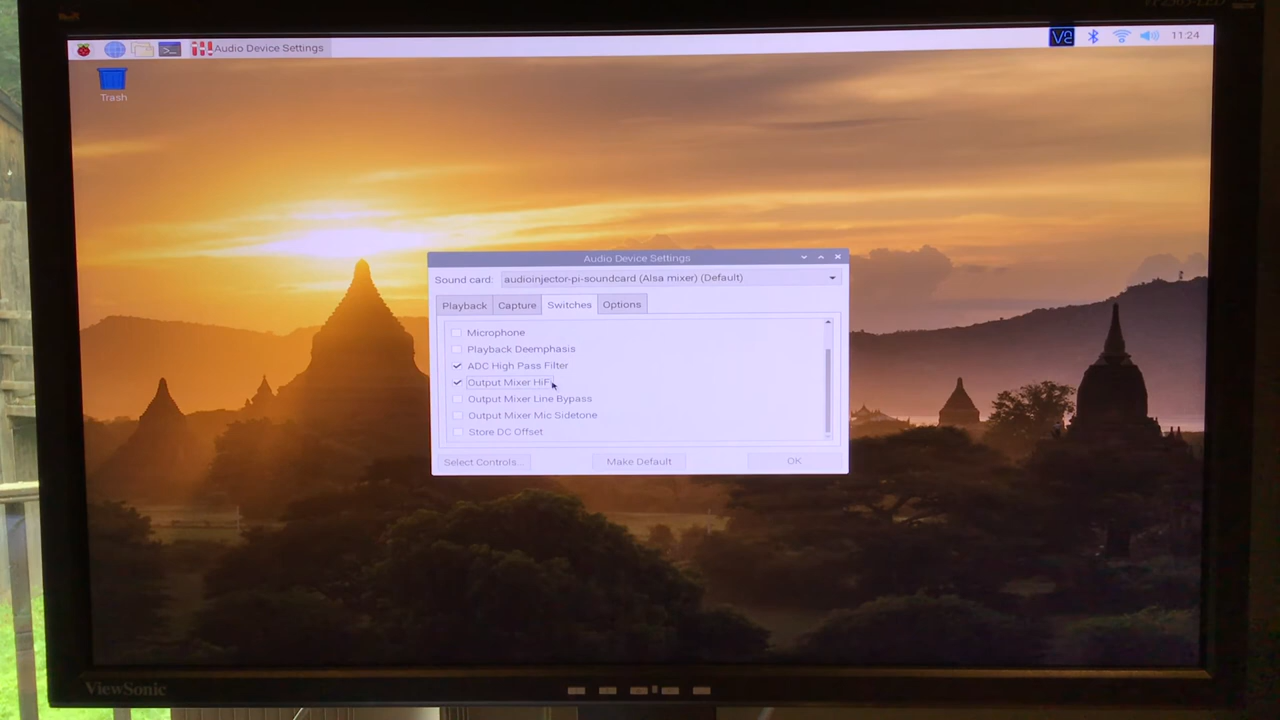 Audio Device Settings
11:24
Trash
Audio Device Settings
Sound card: audioinjector-pi-soundcard (Alsa mixer) (Default)
Playback Capture Switches Options
Microphone
Playback Deemphasis
ADC High Pass Filter
Output Mixer HiFi
Output Mixer Line Bypass
Output Mixer Mic Sidetone
Store DC Offset
Select Controls... Make Default OK
ViewSonic